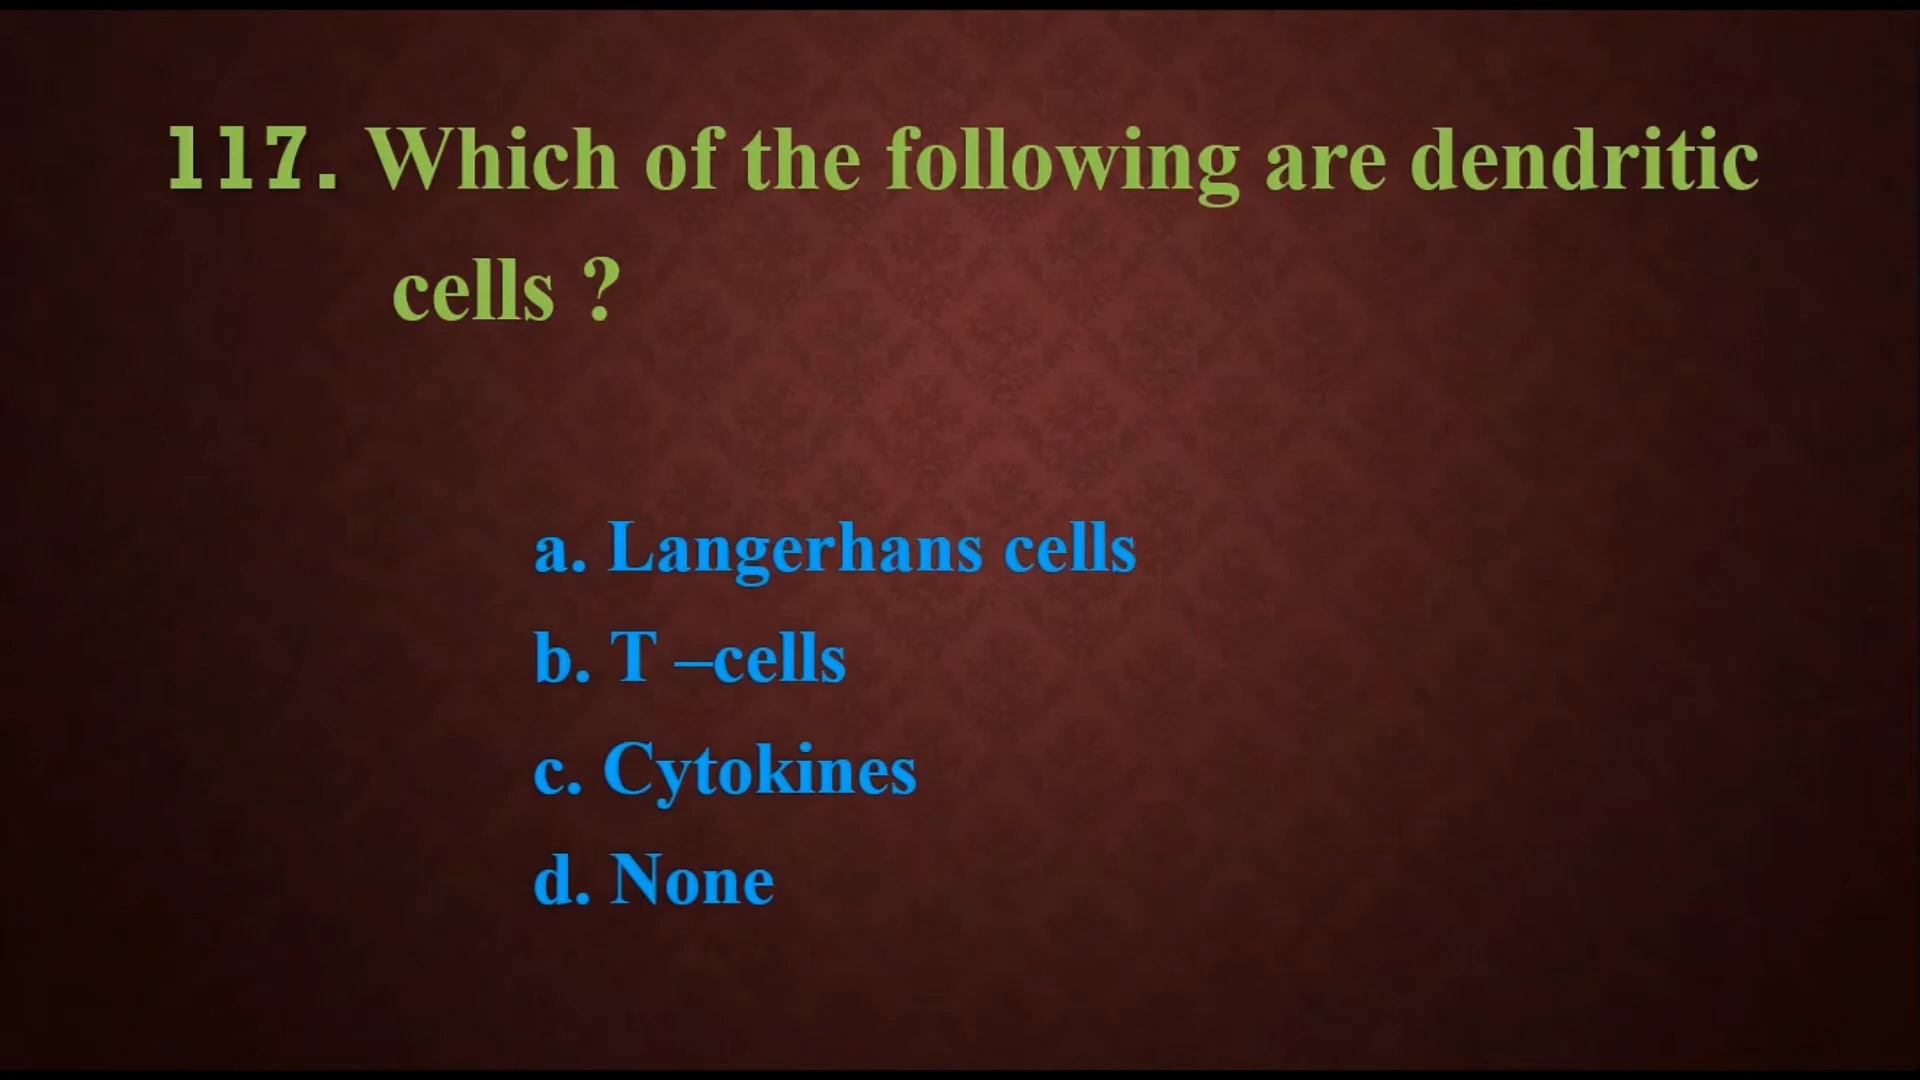 117. Which of the following are dendritic
cells ?
a. Langerhans cells
b. T –cells
c. Cytokines
d. None